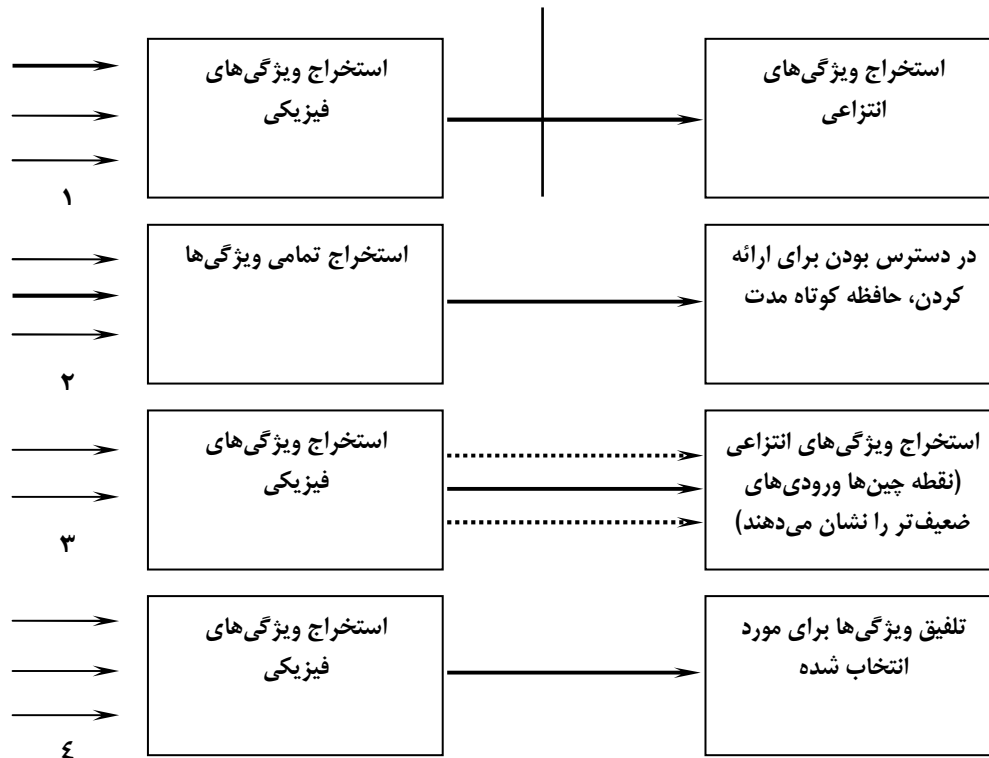 استخراج ویژگی‌های
فیزیکی
استخراج ویژگی‌های
انتزاعی
۱
استخراج تمامی ویژگی‌ها
در دسترس بودن برای ارائه
کردن، حافظه کوتاه مدت
۲
استخراج ویژگی‌های
فیزیکی
استخراج ویژگی‌های انتزاعی
(نقطه چین‌ها ورودی‌های
ضعیف‌تر را نشان می‌دهند)
۳
استخراج ویژگی‌های
فیزیکی
تلفیق ویژگی‌ها برای مورد
انتخاب شده
٤